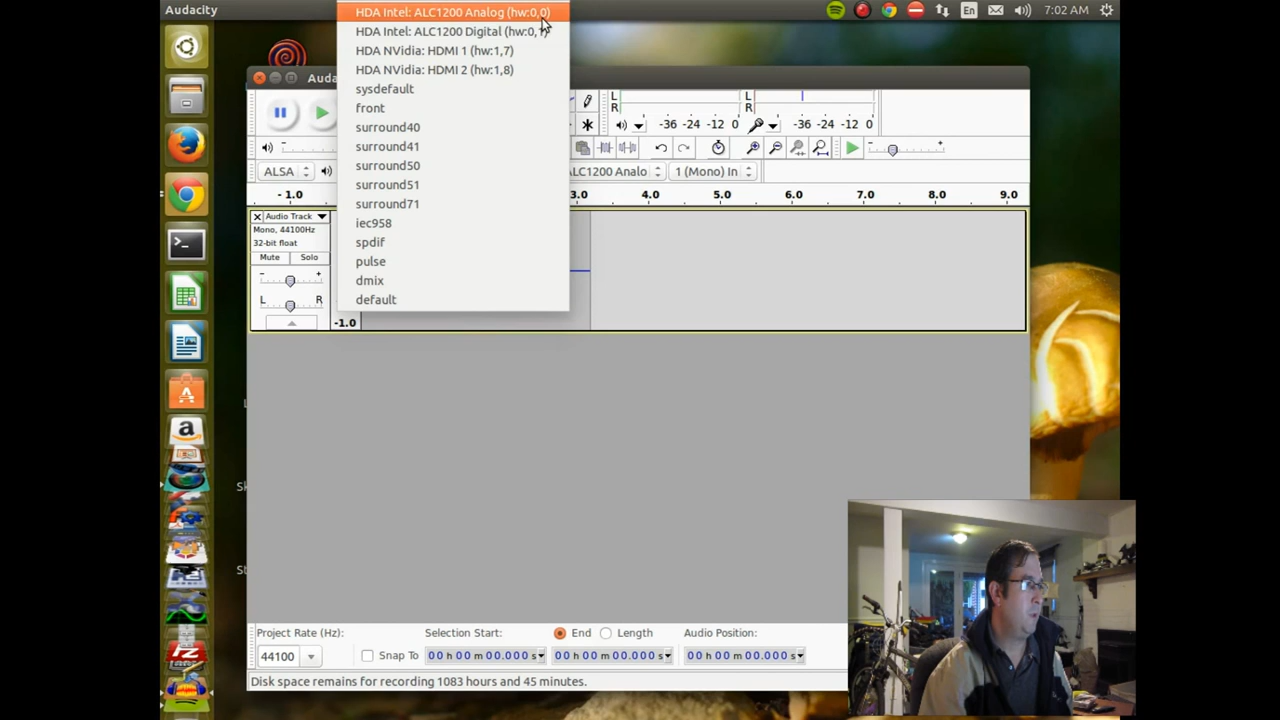 Audacity
En
7:02 AM
HDA Intel: ALC1200 Analog (hw:0,0)
HDA Intel: ALC1200 Digital (hw:0,
HDA NVidia: HDMI 1 (hw:1,7)
HDA NVidia: HDMI 2 (hw:1,8)
sysdefault
front
surround40
surround41
surround50
surround51
surround71
iec958
spdif
pulse
dmix
default
Auda
L
R
-36 -24 -12 0
L
R
-36 -24 -12 0
ALSA
LC1200 Analo
1 (Mono) In
- 1.0
3.0 4.0 5.0 6.0 7.0 8.0 9.0
Audio Track
Mono, 44100Hz
32-bit float
Mute Solo
- +
L R
-1.0
Project Rate (Hz):
44100
Snap To
Selection Start:
00 h 00 m 00.000 s
End
Length
00 h 00 m 00.000 s
Audio Position:
00 h 00 m 00.000 s
Disk space remains for recording 1083 hours and 45 minutes.